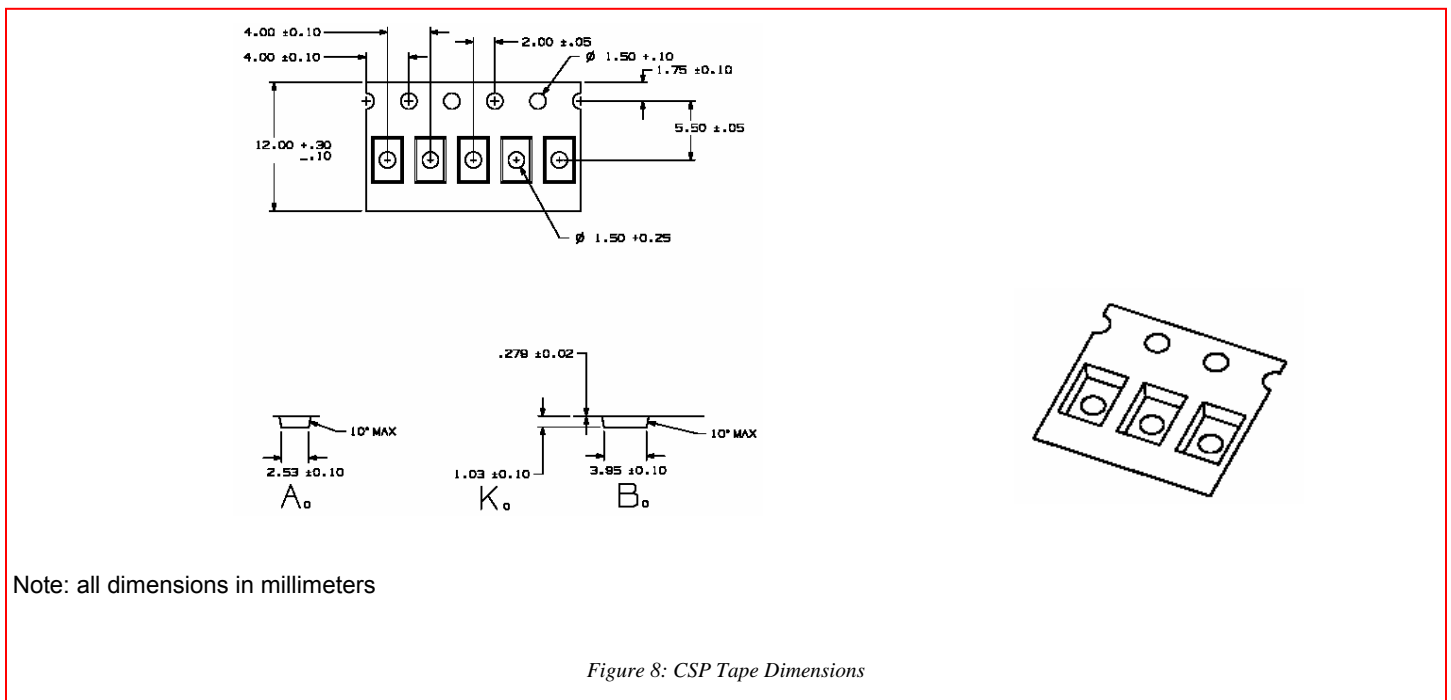 4.00 ±0.10
2.00 ±.05
4.00 ±0.10
Ø 1.50 +.10
1.75 ±0.10
5.50 ±.05
12.00 +.30
-.10
Ø 1.50 +0.25
.279 ±0.02
10° MAX
10° MAX
2.53 ±0.10
1.03 ±0.10
3.95 ±0.10
Ao
Ko
Bo
Note: all dimensions in millimeters
Figure 8: CSP Tape Dimensions